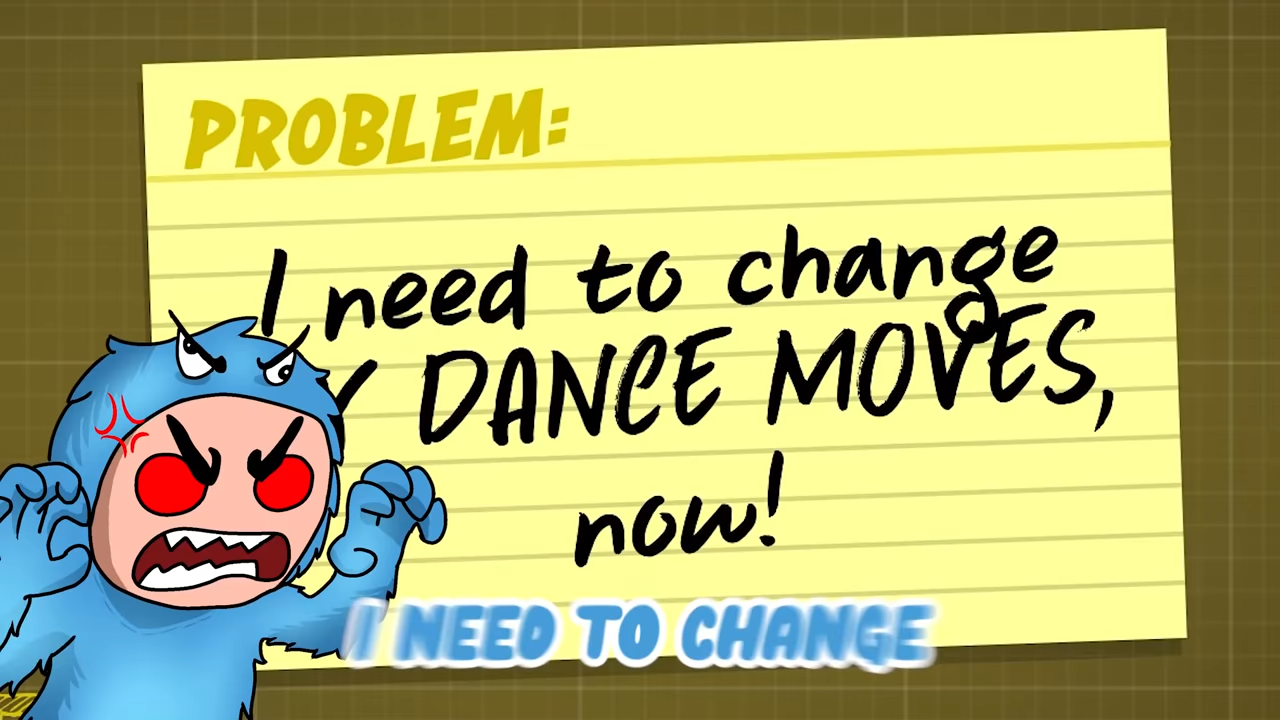 PROBLEM:
I need to change
DANCE MOVES,
now!
I NEED TO CHANGE